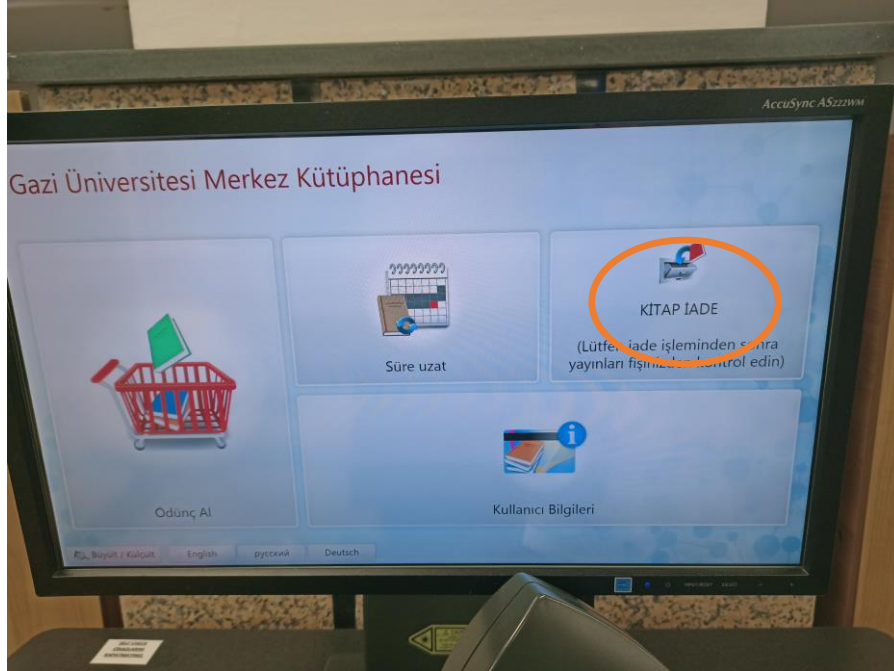 AccuSync AS222WM
Gazi Üniversitesi Merkez Kütüphanesi
Ödünç Al
Süre uzat
KİTAP İADE
(Lütfen iade işleminden sonra
yayınları fişinizden kontrol edin)
Kullanıcı Bilgileri
Büyült / Küçült
English
русский
Deutsch